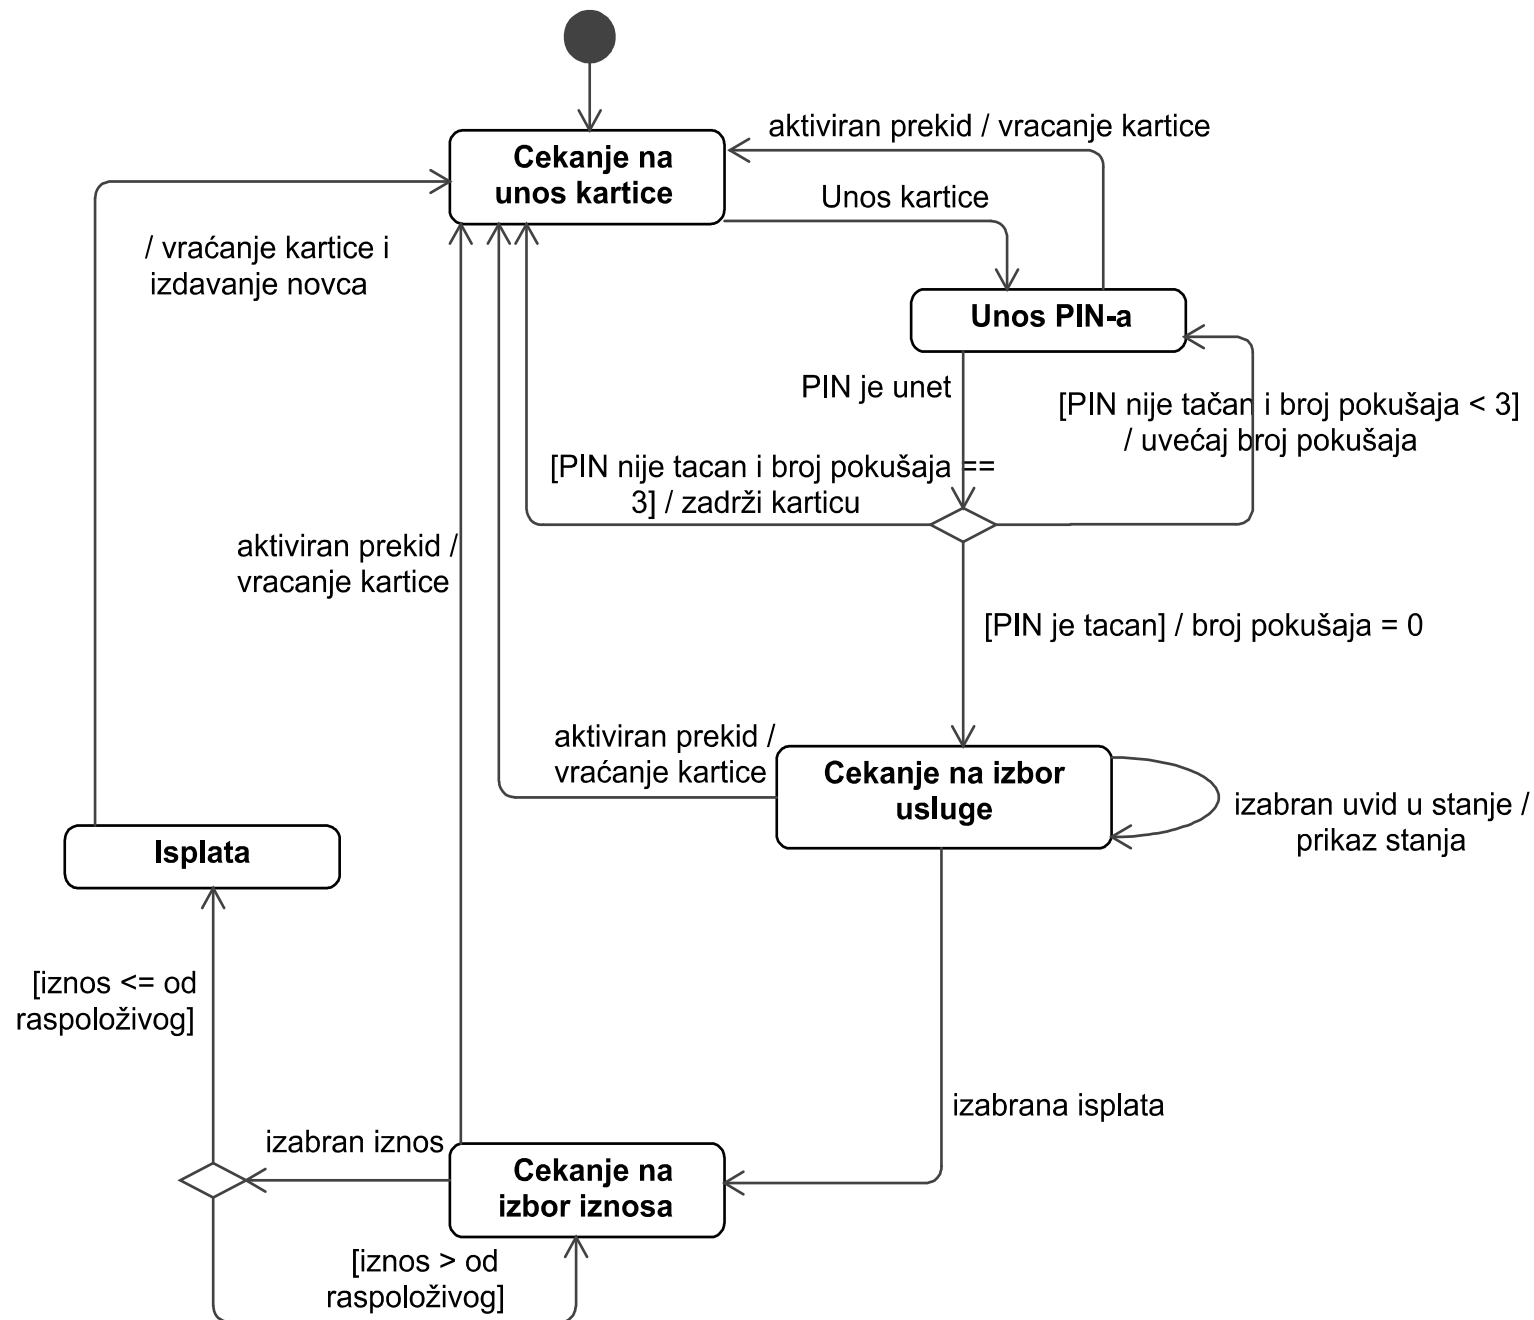 aktiviran prekid / vracanje kartice
Cekanje na
unos kartice
Unos kartice
/ vraćanje kartice i
izdavanje novca
Unos PIN-a
PIN je unet
[PIN nije tačan i broj pokušaja < 3]
/ uvećaj broj pokušaja
[PIN nije tacan i broj pokušaja ==
3] / zadrži karticu
aktiviran prekid /
vracanje kartice
[PIN je tacan] / broj pokušaja = 0
aktiviran prekid /
vraćanje kartice
Cekanje na izbor
usluge
izabran uvid u stanje /
prikaz stanja
Isplata
[iznos <= od
raspoloživog]
izabrana isplata
izabran iznos
Cekanje na
izbor iznosa
[iznos > od
raspoloživog]